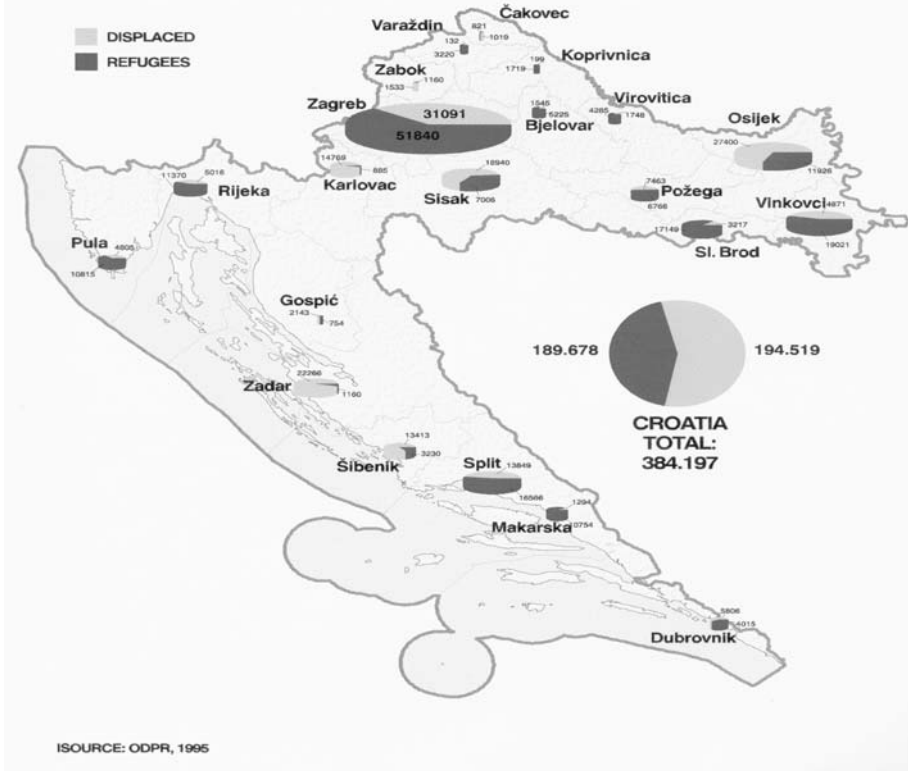 DISPLACED
REFUGEES
Čakovec
821
1019
Varaždin
132
3220
Koprivnica
199
1719
Zabok
1160
1533
Zagreb
31091
51840
1545
5225
Bjelovar
Virovitica
4285
1748
Osijek
27400
11926
14769
885
Karlovac
18940
Sisak
7006
7463
Požega
6766
Vinkovci
4871
19021
17149
3217
Sl. Brod
11370
5016
Rijeka
Pula
4805
10815
Gospić
2143
754
22266
Zadar
1160
13413
3230
Šibenik
Split
13849
16566
1294
Makarska
10754
5806
4015
Dubrovnik
189.678
194.519
CROATIA
TOTAL:
384.197
ISOURCE: ODPR, 1995